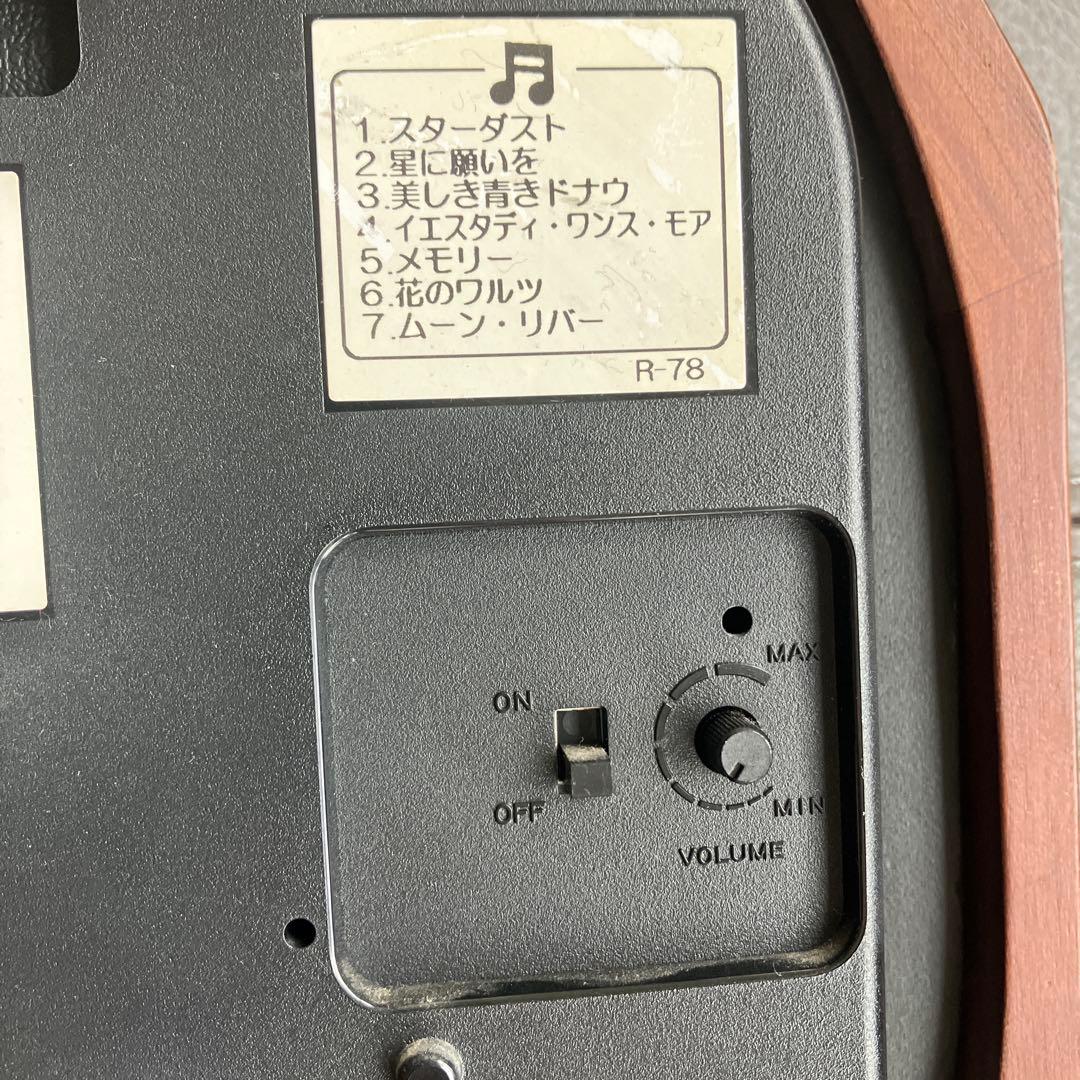 1.スターダスト
2.星に願いを
3.美しき青きドナウ
4.イエスタディ・ワンス・モア
5.メモリー
6.花のワルツ
7.ムーン・リバー
R-78
MAX
ON
OFF
MIN
VOLUME